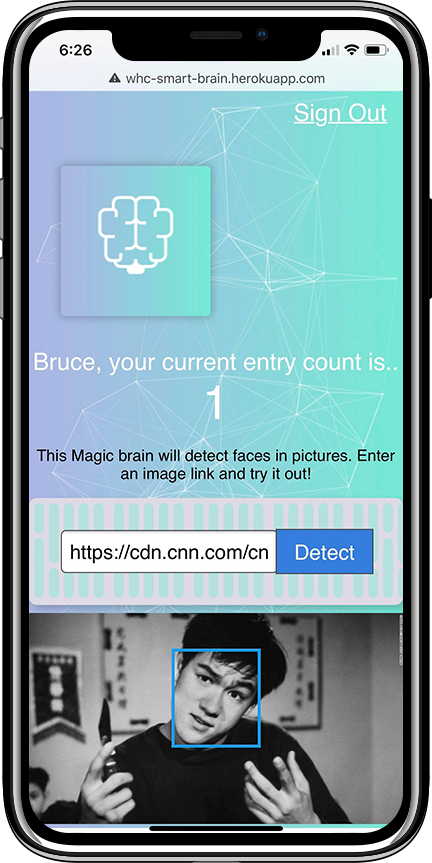 6:26
whc-smart-brain.herokuapp.com
Sign Out
Bruce, your current entry count is..
1
This Magic brain will detect faces in pictures. Enter
an image link and try it out!
https://cdn.cnn.com/cn
Detect